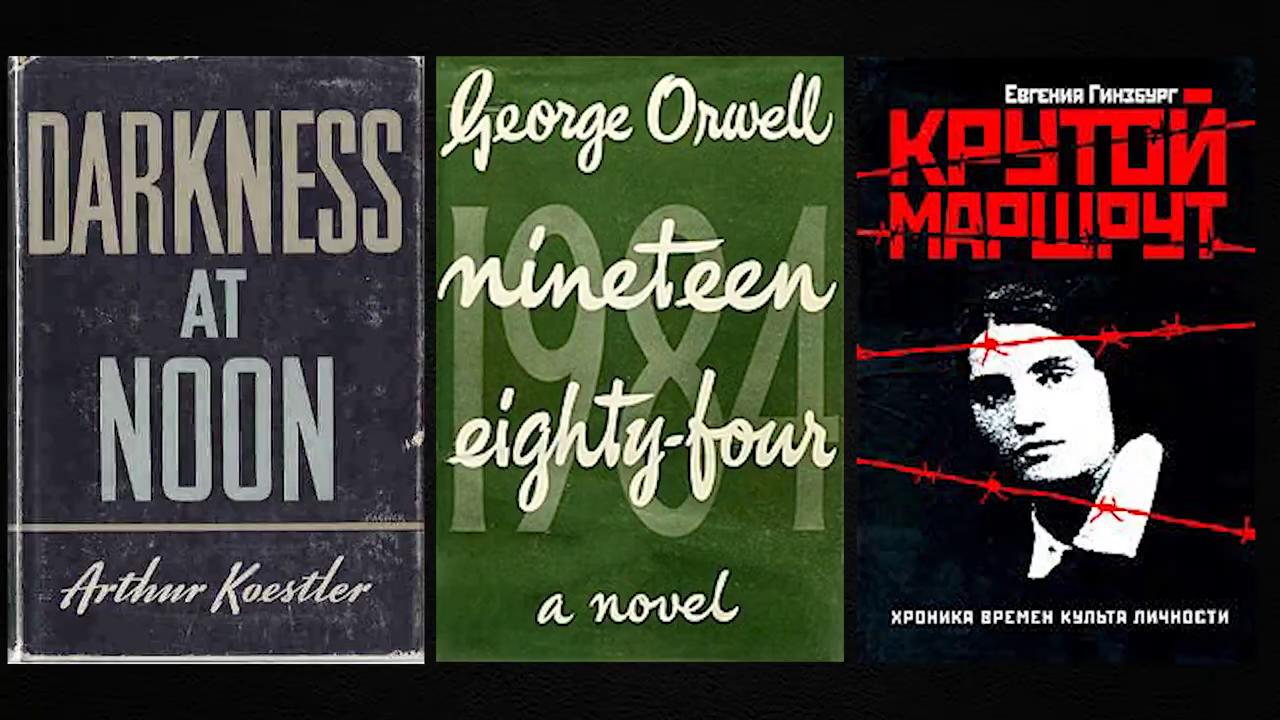 DARKNESS
AT
NOON
Arthur Koestler
George Orwell
1984
nineteen
eighty-four
a novel
Евгения Гинзбург
КРУТОЙ
МАРШРУТ
ХРОНИКА ВРЕМЕН КУЛЬТА ЛИЧНОСТИ